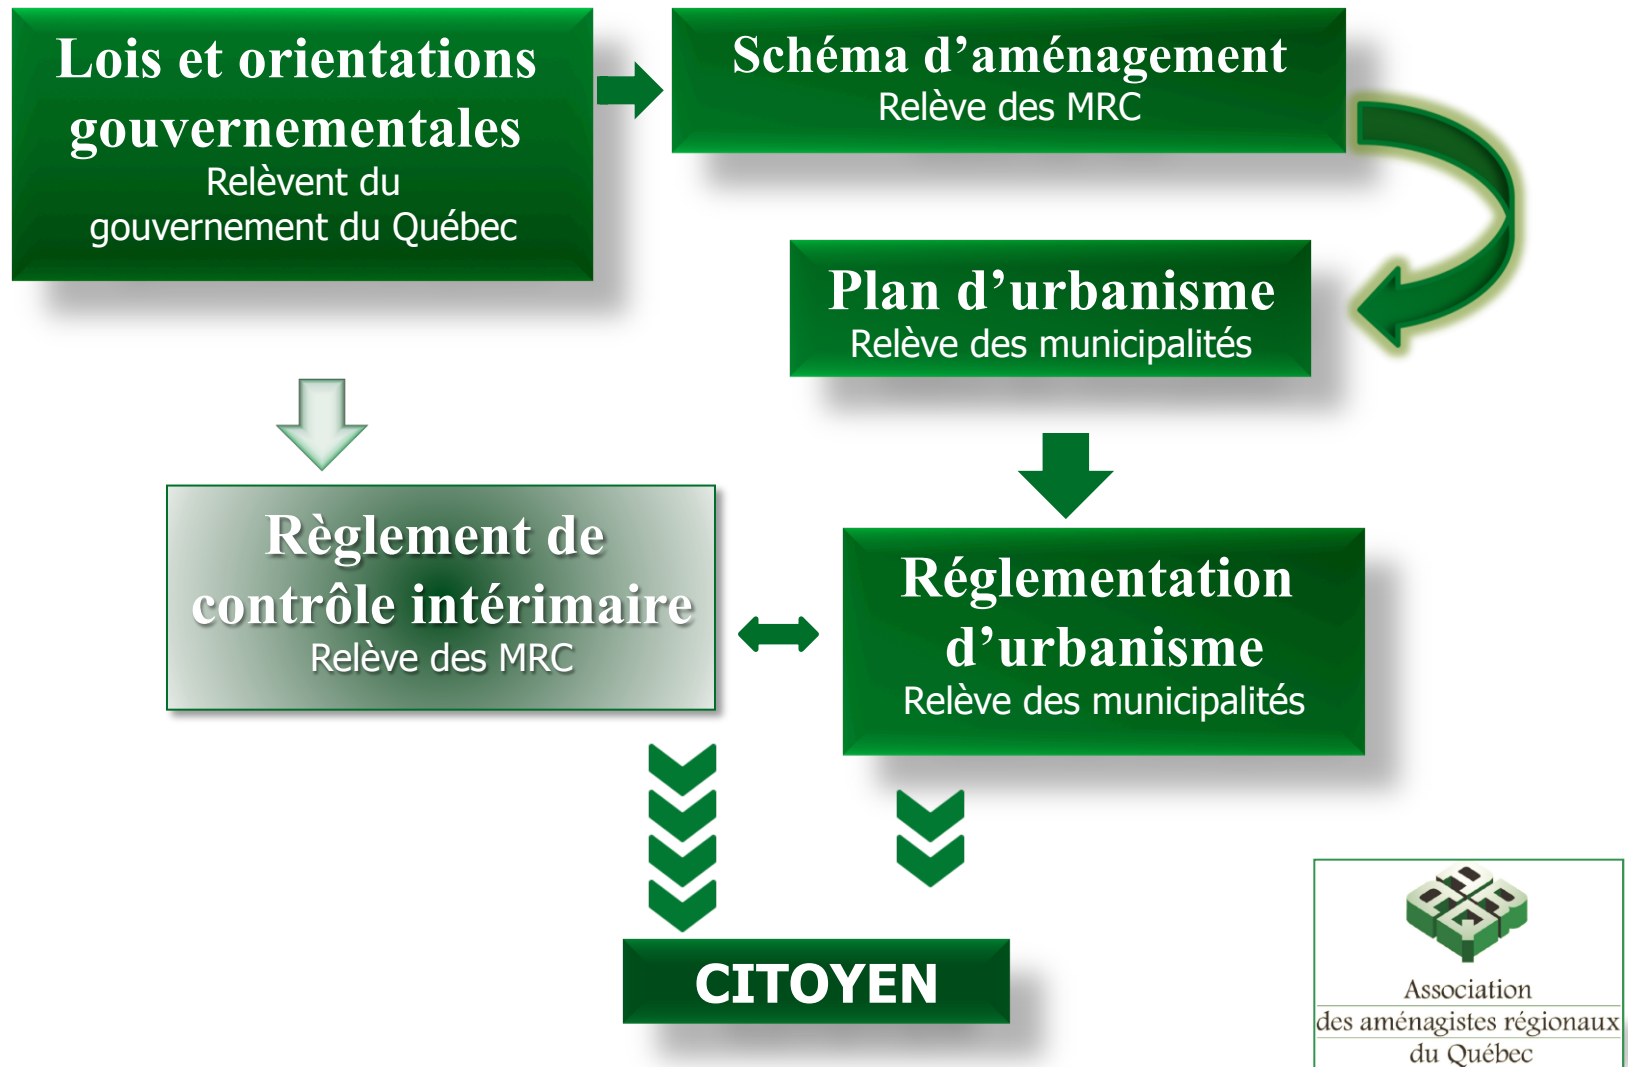 Lois et orientations
gouvernementales
Relèvent du
gouvernement du Québec
Schéma d’aménagement
Relève des MRC
Plan d’urbanisme
Relève des municipalités
Règlement de
contrôle intérimaire
Relève des MRC
Réglementation
d’urbanisme
Relève des municipalités
CITOYEN
Association
des aménagistes régionaux
du Québec